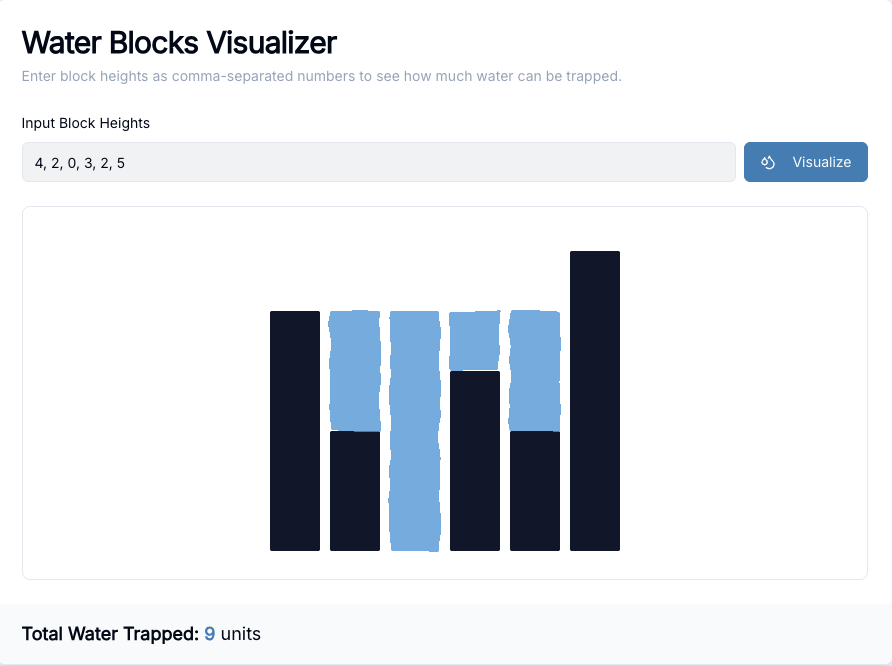 Water Blocks Visualizer
Enter block heights as comma-separated numbers to see how much water can be trapped.
Input Block Heights
4, 2, 0, 3, 2, 5
Visualize
Total Water Trapped: 9 units